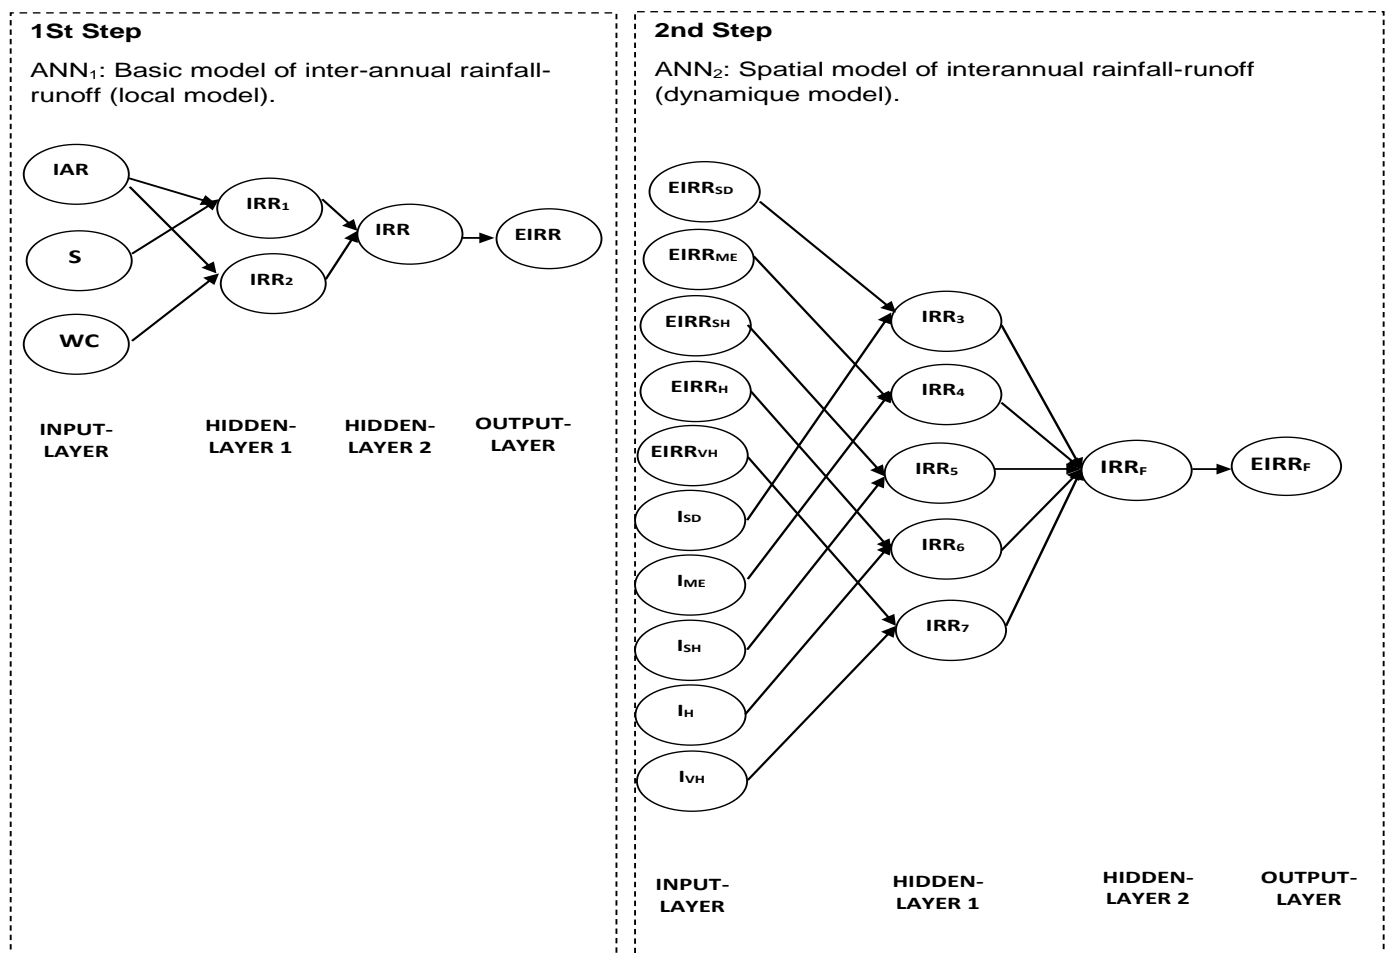 1St Step
ANN₁: Basic model of inter-annual rainfall-
runoff (local model).
IAR
S
WC
IRR₁
IRR₂
IRR
EIRR
INPUT-
LAYER
HIDDEN-
LAYER 1
HIDDEN-
LAYER 2
OUTPUT-
LAYER
2nd Step
ANN₂: Spatial model of interannual rainfall-runoff
(dynamique model).
EIRRSD
EIRRME
EIRRSH
EIRRH
EIRRVH
ISD
IME
ISH
IH
IVH
IRR₃
IRR₄
IRR₅
IRR₆
IRR₇
IRRF
EIRRF
INPUT-
LAYER
HIDDEN-
LAYER 1
HIDDEN-
LAYER 2
OUTPUT-
LAYER